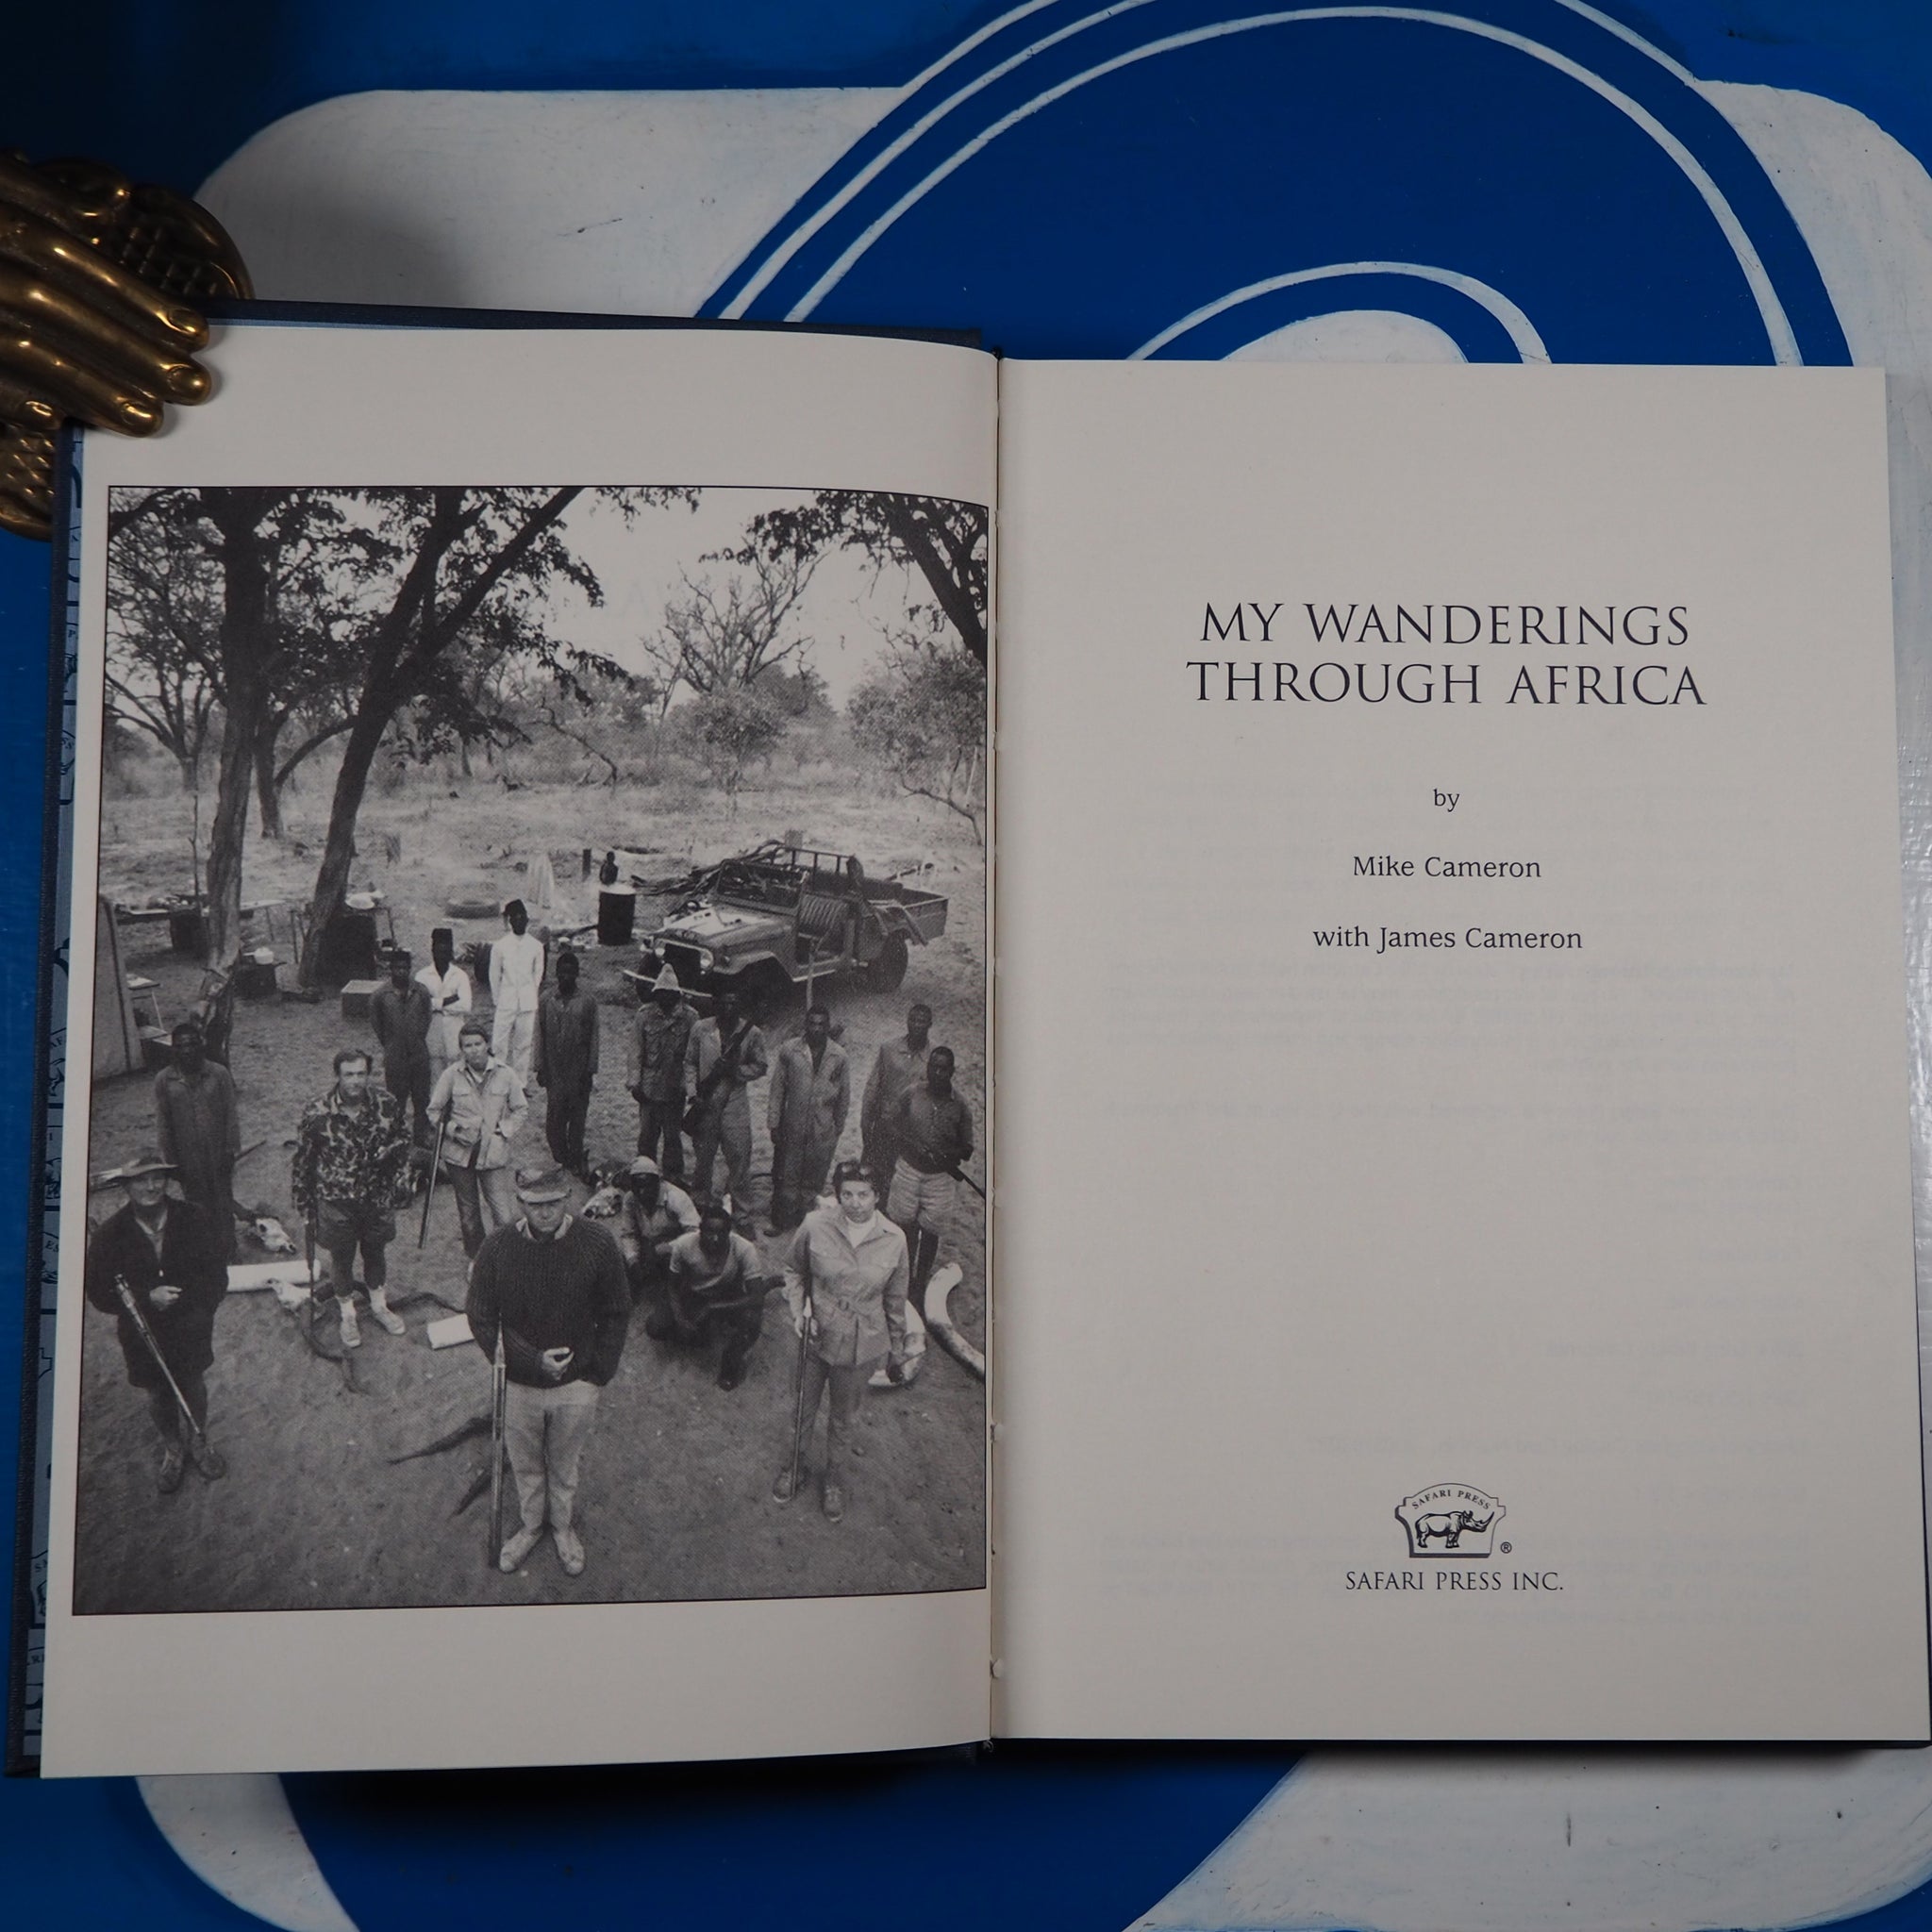 MY WANDERINGS
THROUGH AFRICA
by
Mike Cameron
with James Cameron
SAFARI PRESS
®
SAFARI PRESS INC.